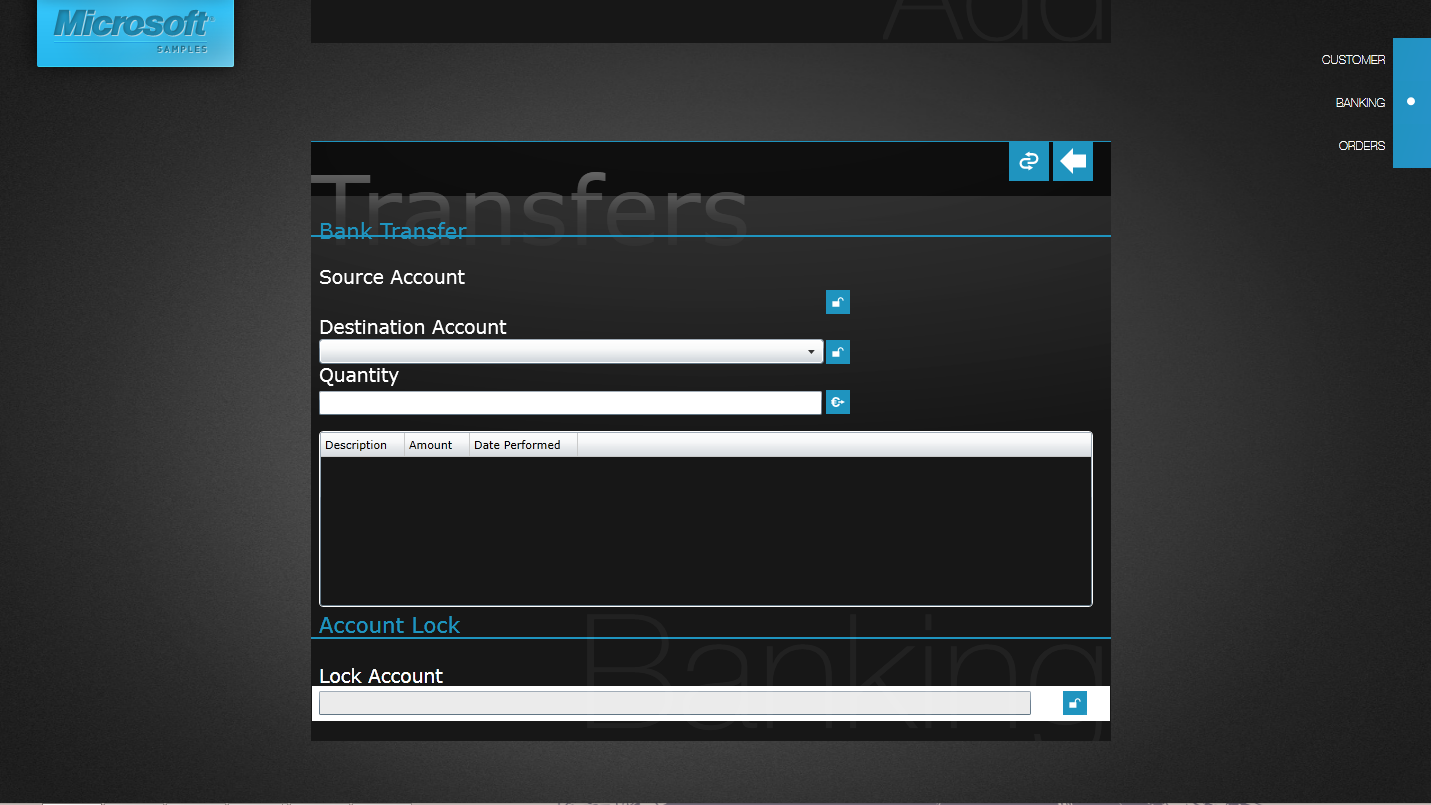 Microsoft
SAMPLES
Add
CUSTOMER
BANKING
ORDERS
Transfers
Bank Transfer
Source Account
Destination Account
Quantity
Description Amount Date Performed
Account Lock
Banking
Lock Account